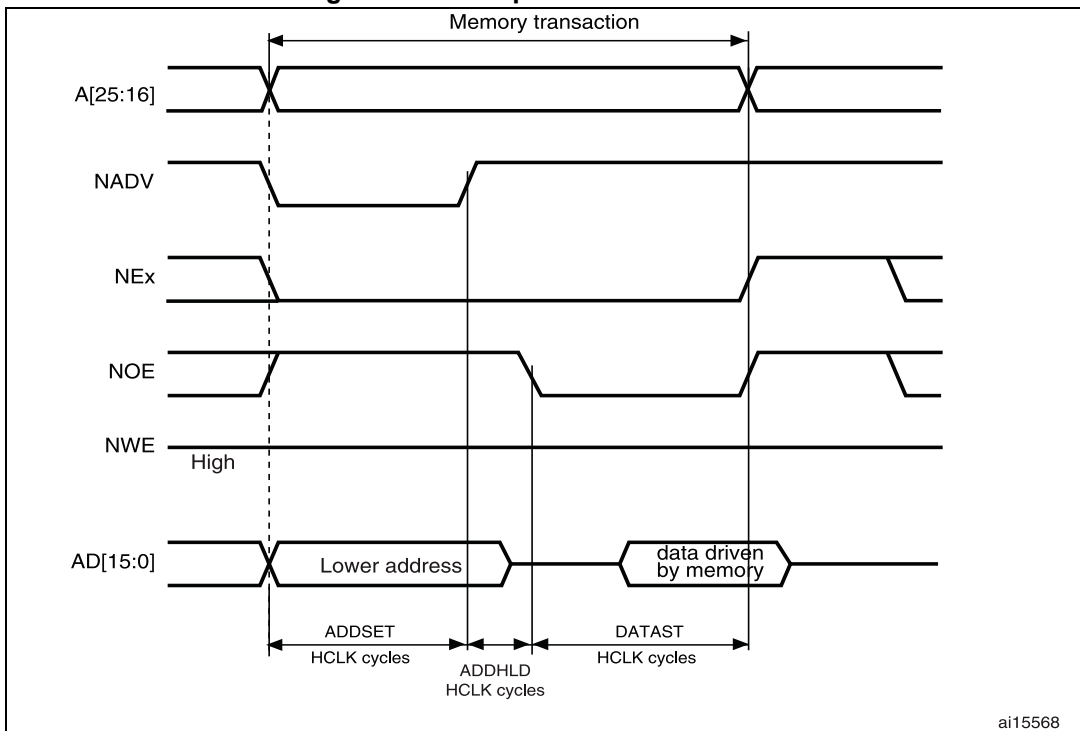 Memory transaction
A[25:16]
NADV
NEx
NOE
NWE
High
AD[15:0]
Lower address
data driven
by memory
ADDSET
HCLK cycles
ADDHLD
HCLK cycles
DATAST
HCLK cycles
ai15568